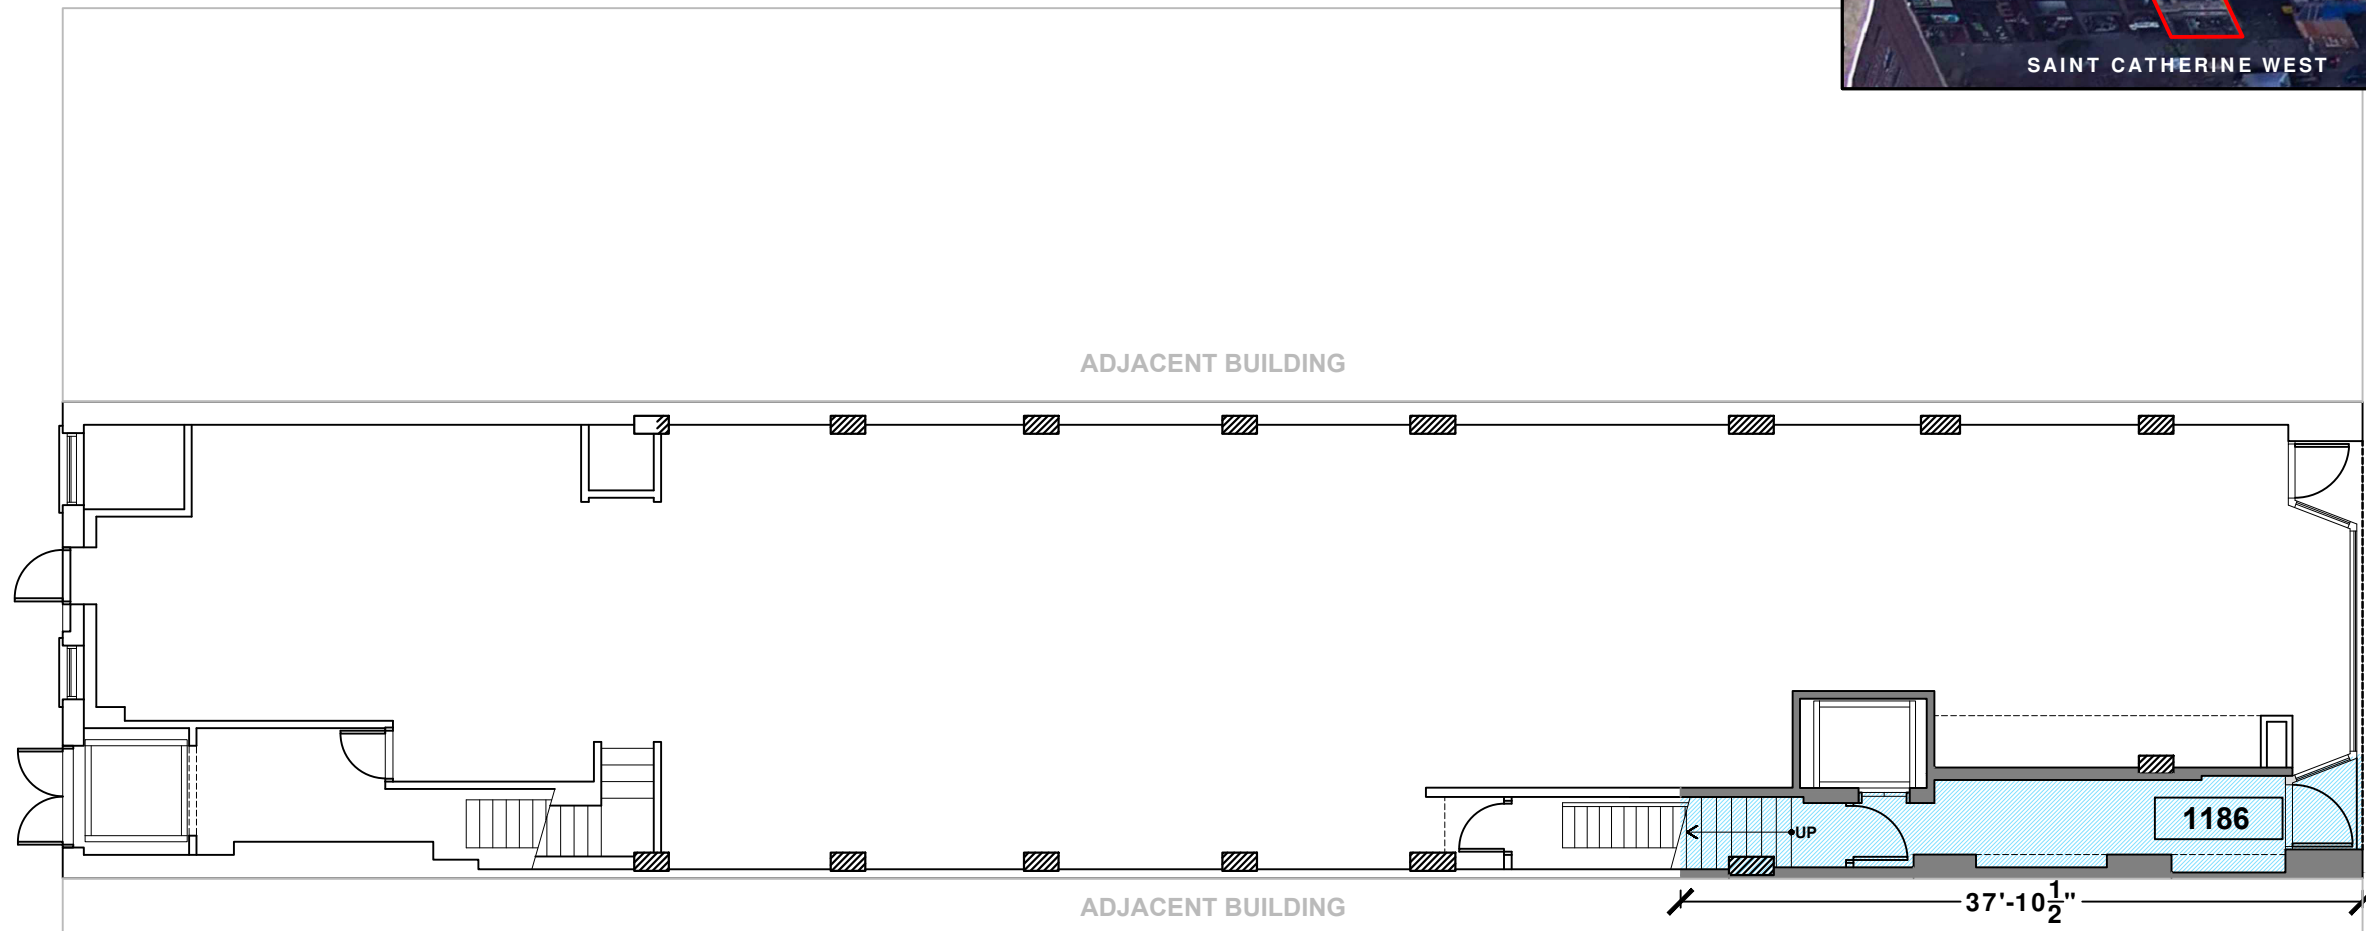 SAINT CATHERINE WEST
ADJACENT BUILDING
UP
1186
37'-10 1/2"
ADJACENT BUILDING